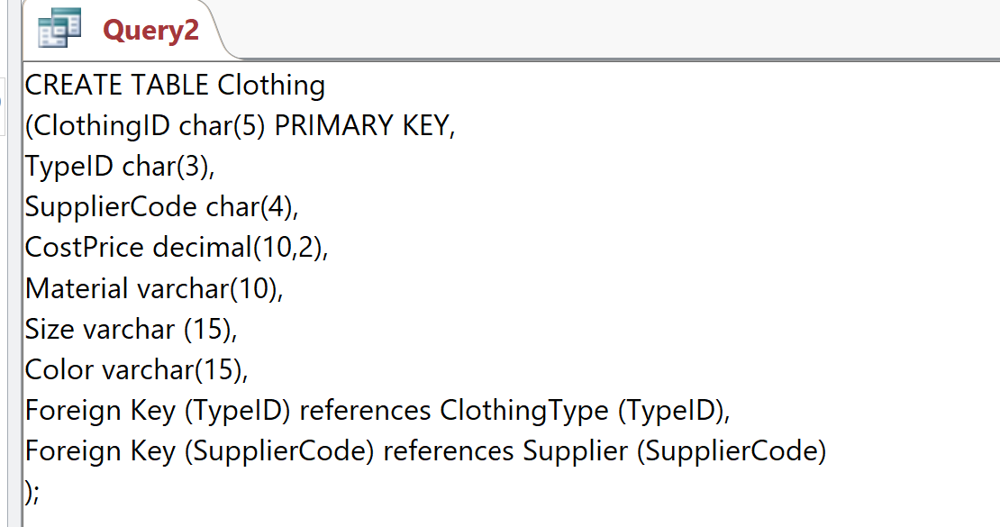 Query2
CREATE TABLE Clothing
(ClothingID char(5) PRIMARY KEY,
TypeID char(3),
SupplierCode char(4),
CostPrice decimal(10,2),
Material varchar(10),
Size varchar (15),
Color varchar(15),
Foreign Key (TypeID) references ClothingType (TypeID),
Foreign Key (SupplierCode) references Supplier (SupplierCode)
);